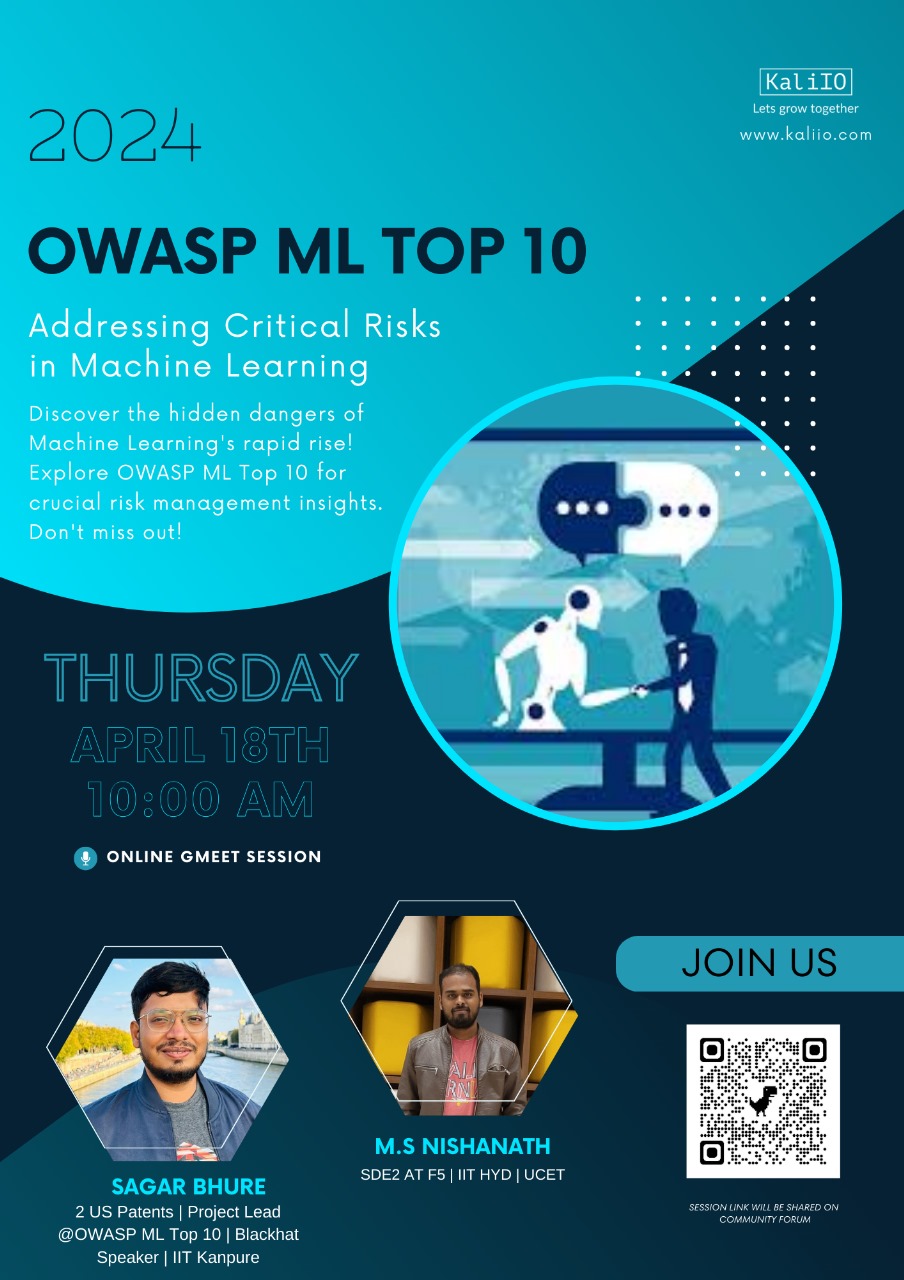 KaliIO
Lets grow together
www.kaliio.com
2024
OWASP ML TOP 10
Addressing Critical Risks
in Machine Learning
Discover the hidden dangers of
Machine Learning's rapid rise!
Explore OWASP ML Top 10 for
crucial risk management insights.
Don't miss out!
THURSDAY
APRIL 18TH
10:00 AM
ONLINE GMEET SESSION
JOIN US
M.S NISHANATH
SDE2 AT F5 | IIT HYD | UCET
SAGAR BHURE
2 US Patents | Project Lead
@OWASP ML Top 10 | Blackhat
Speaker | IIT Kanpure
SESSION LINK WILL BE SHARED ON
COMMUNITY FORUM